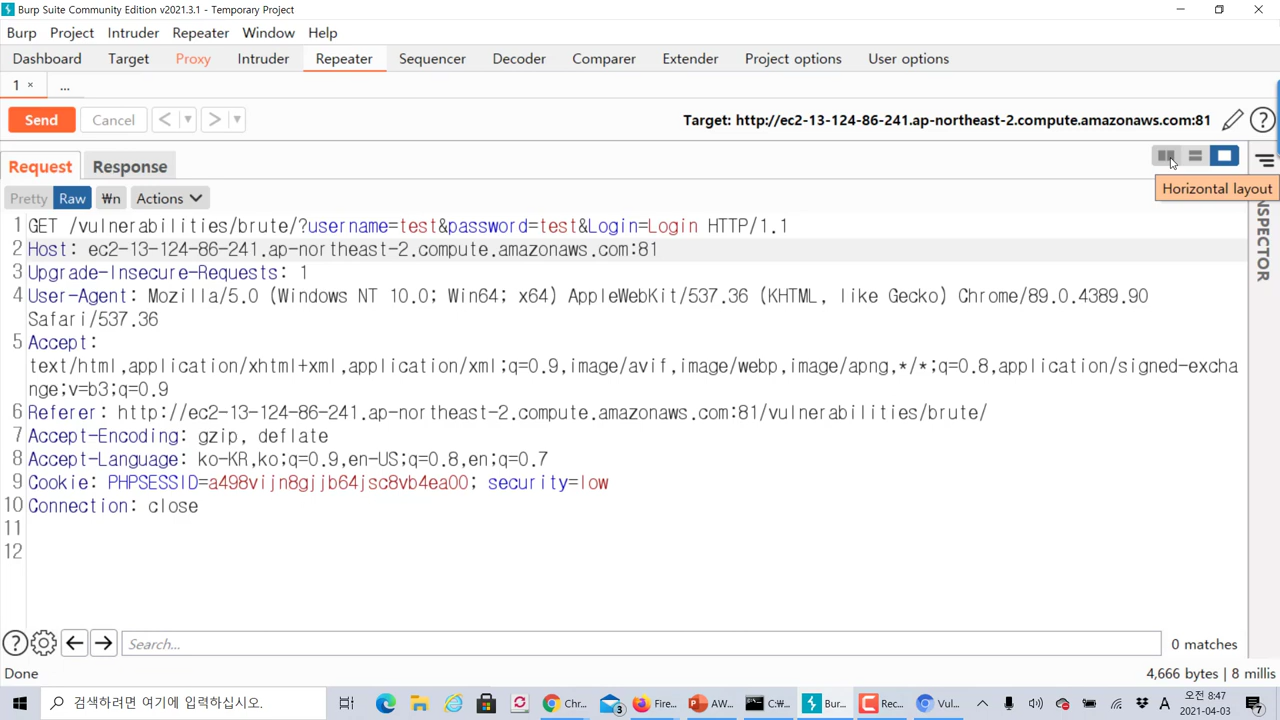 Burp Suite Community Edition v2021.3.1 - Temporary Project
Burp Project Intruder Repeater Window Help
Dashboard Target Proxy Intruder Repeater Sequencer Decoder Comparer Extender Project options User options
1 × ...
Send Cancel < > Target: http://ec2-13-124-86-241.ap-northeast-2.compute.amazonaws.com:81 ?
Request Response
Horizontal layout
Pretty Raw ₩n Actions
INSPECTOR
1 GET /vulnerabilities/brute/?username=test&password=test&Login=Login HTTP/1.1
2 Host: ec2-13-124-86-241.ap-northeast-2.compute.amazonaws.com:81
3 Upgrade-Insecure-Requests: 1
4 User-Agent: Mozilla/5.0 (Windows NT 10.0; Win64; x64) AppleWebKit/537.36 (KHTML, like Gecko) Chrome/89.0.4389.90
Safari/537.36
5 Accept:
text/html,application/xhtml+xml,application/xml;q=0.9,image/avif,image/webp,image/apng,*/*;q=0.8,application/signed-excha
nge;v=b3;q=0.9
6 Referer: http://ec2-13-124-86-241.ap-northeast-2.compute.amazonaws.com:81/vulnerabilities/brute/
7 Accept-Encoding: gzip, deflate
8 Accept-Language: ko-KR,ko;q=0.9,en-US;q=0.8,en;q=0.7
9 Cookie: PHPSESSID=a498vijn8gjjb64jsc8vb4ea00; security=low
10 Connection: close
11
12
? Search... 0 matches
Done 4,666 bytes | 8 millis
검색하려면 여기에 입력하십시오. Chr... 3 Fire... AW... C:₩... Bur... Rec... Vul... A 오전 8:47
2021-04-03 7